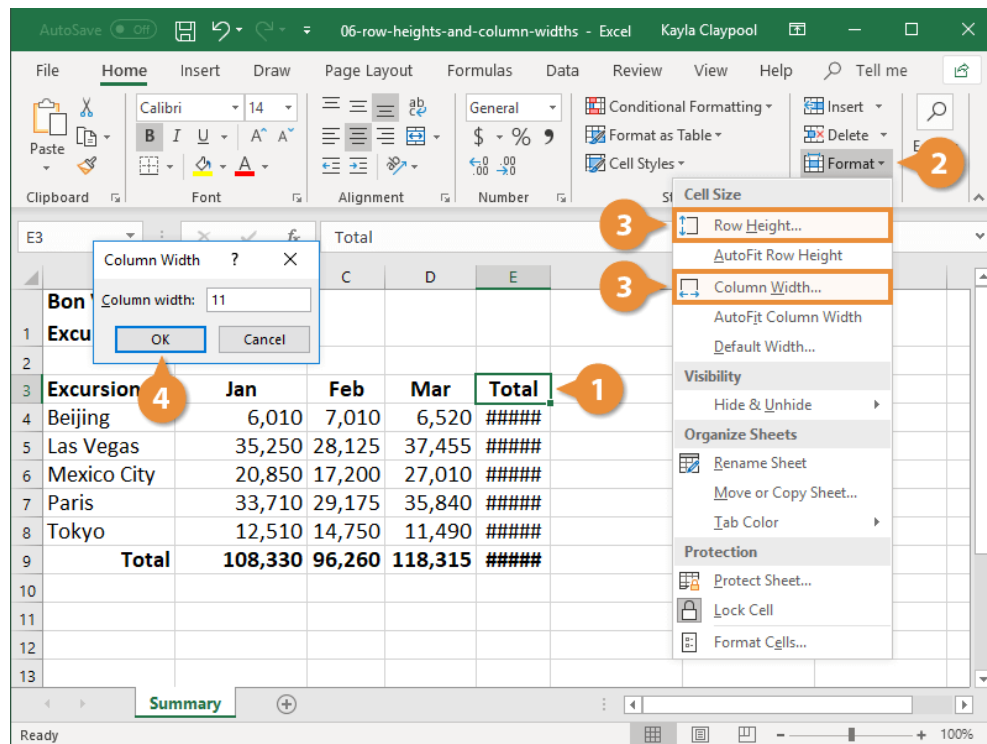 AutoSave Off 06-row-heights-and-column-widths - Excel Kayla Claypool
File Home Insert Draw Page Layout Formulas Data Review View Help Tell me
Calibri 14 ab General Conditional Formatting Insert
Paste B I U A A $ % 9 Format as Table Delete
A Cell Styles Format 2
Clipboard Font Alignment Number Cell Size
E3 fx Total 3 Row Height...
Column Width ? AutoFit Row Height
C D E 3 Column Width...
Column width: 11 AutoFit Column Width
Bon
1 Excu OK Cancel Default Width...
2 Visibility
3 Excursion Jan Feb Mar Total 1 Hide & Unhide
4 Beijing 6,010 7,010 6,520 #####
4 Organize Sheets
5 Las Vegas 35,250 28,125 37,455 #####
Rename Sheet
6 Mexico City 20,850 17,200 27,010 #####
Move or Copy Sheet...
7 Paris 33,710 29,175 35,840 #####
Tab Color
8 Tokyo 12,510 14,750 11,490 #####
Protection
9 Total 108,330 96,260 118,315 #####
Protect Sheet...
10
Lock Cell
11
Format Cells...
12
13
Summary
Ready 100%